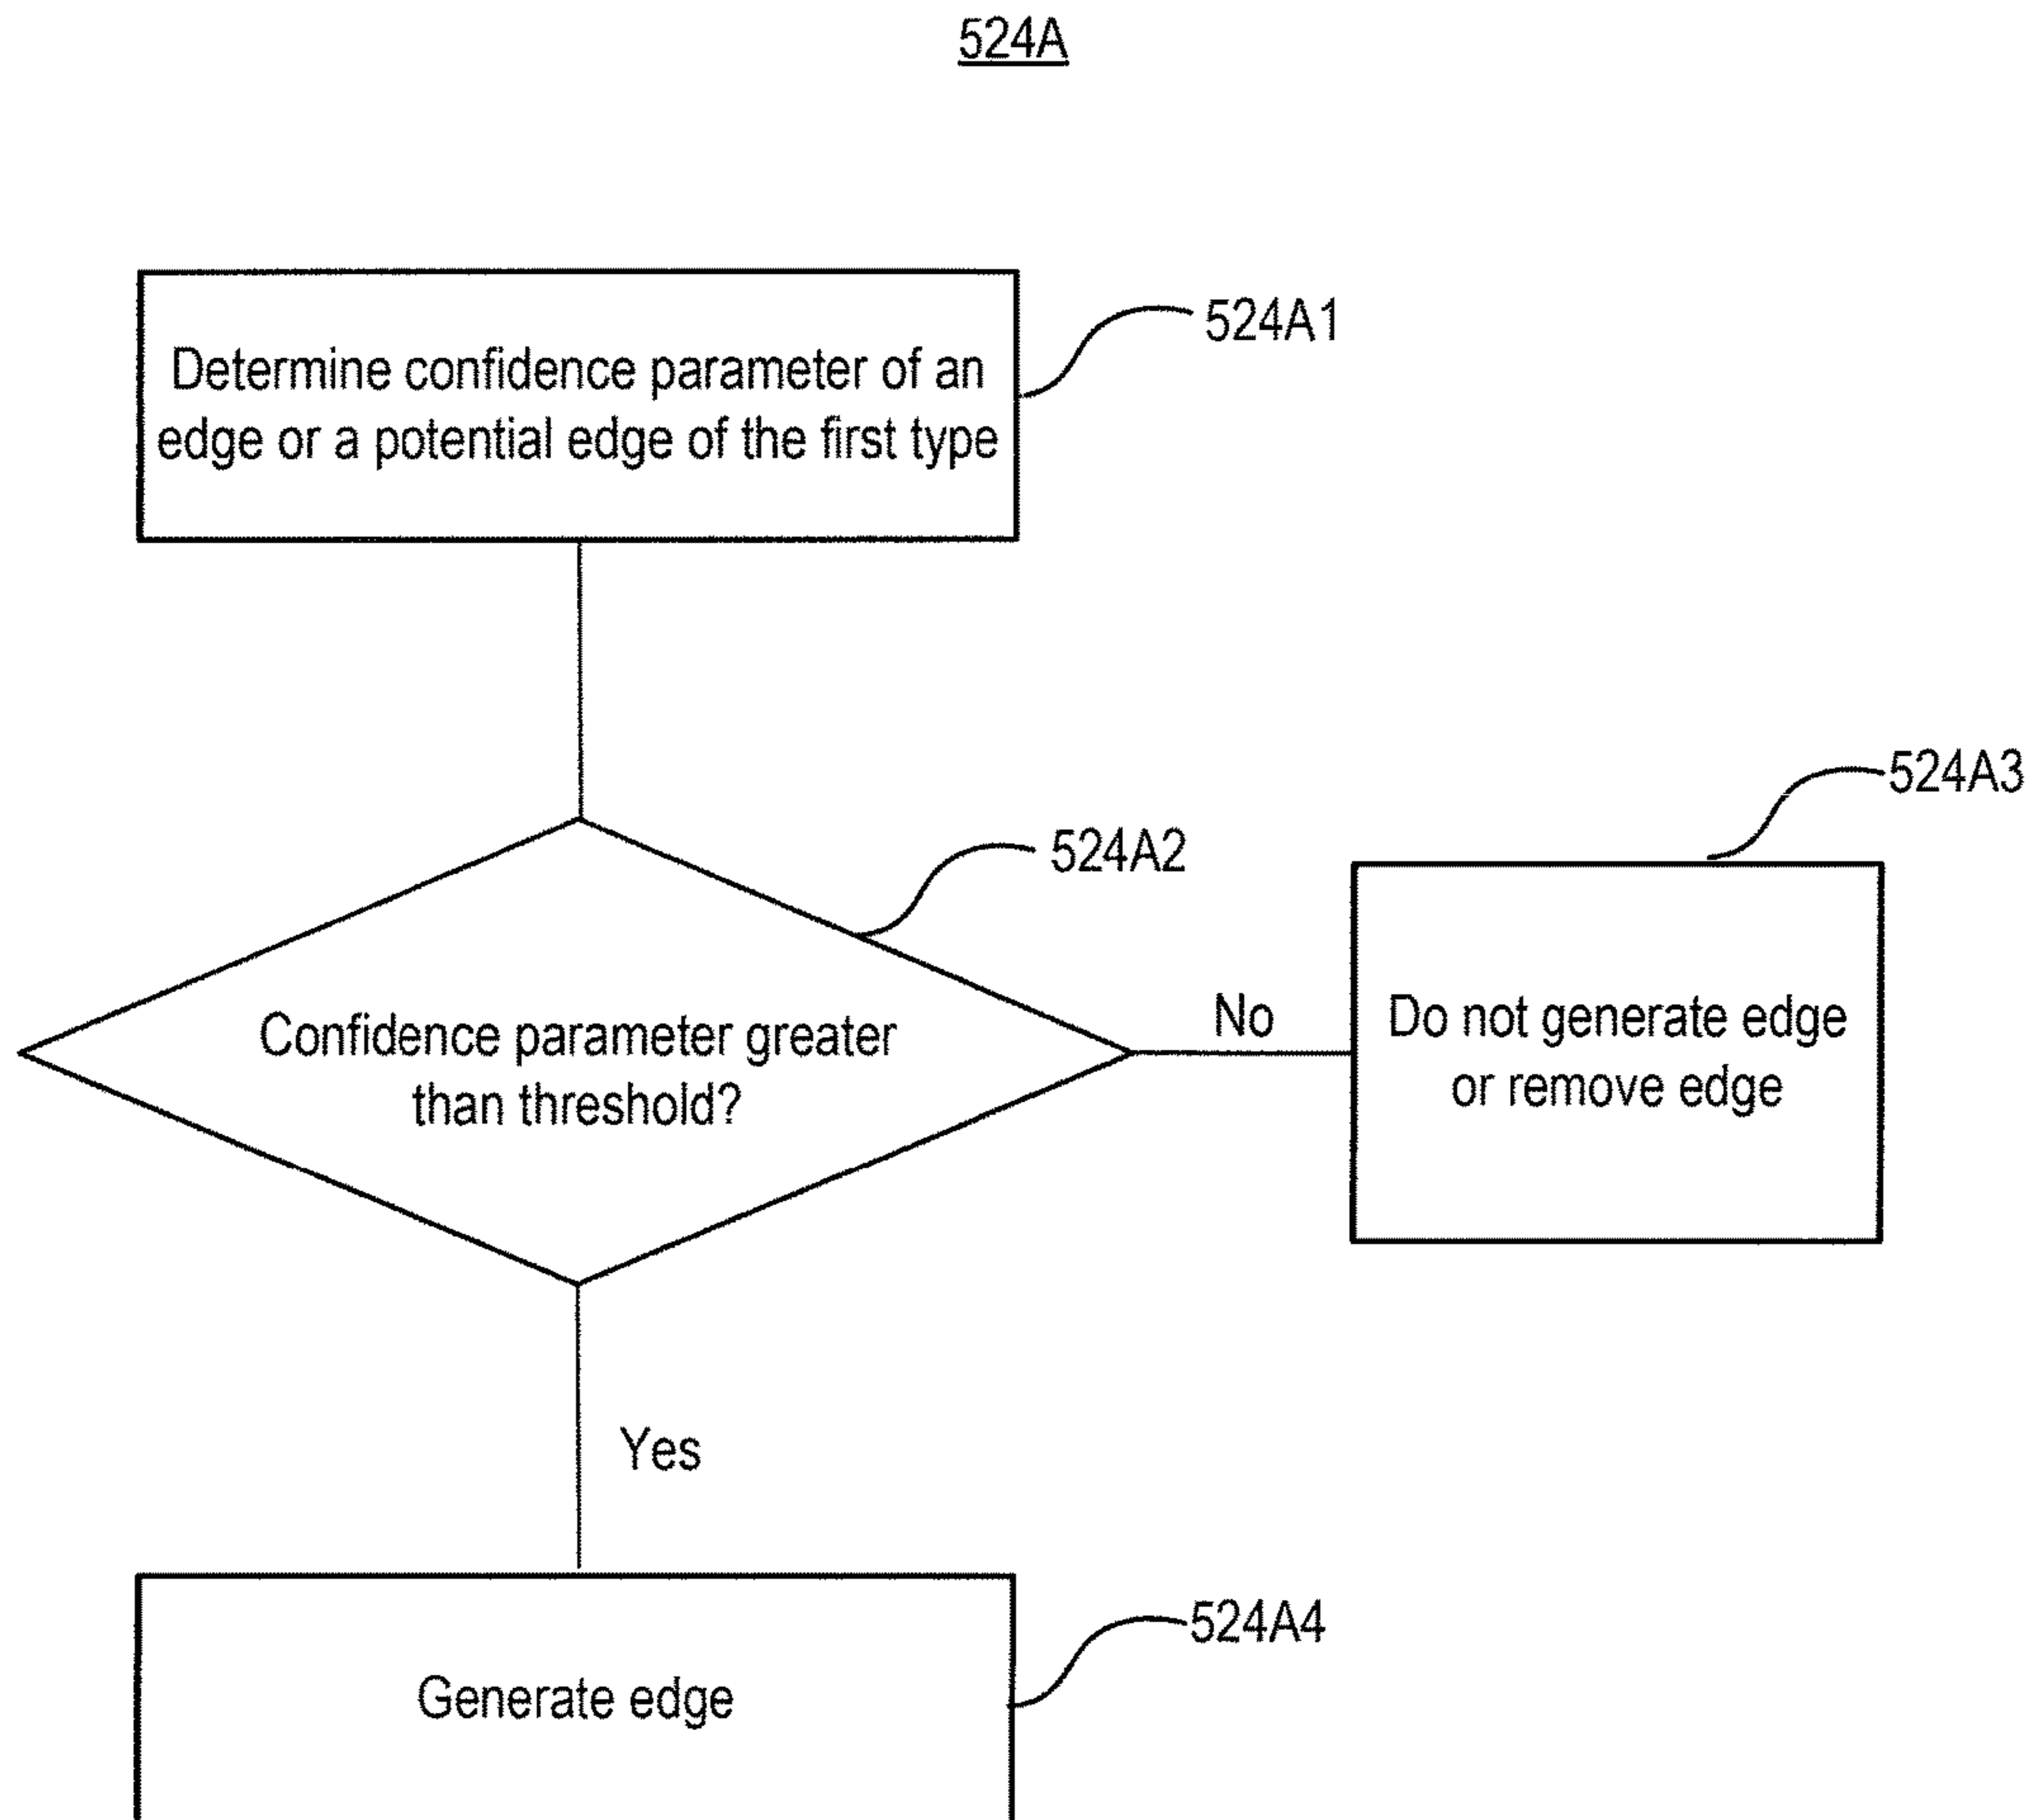 524A
Determine confidence parameter of an
edge or a potential edge of the first type
524A1
524A2
Confidence parameter greater
than threshold?
No
524A3
Do not generate edge
or remove edge
Yes
Generate edge
524A4